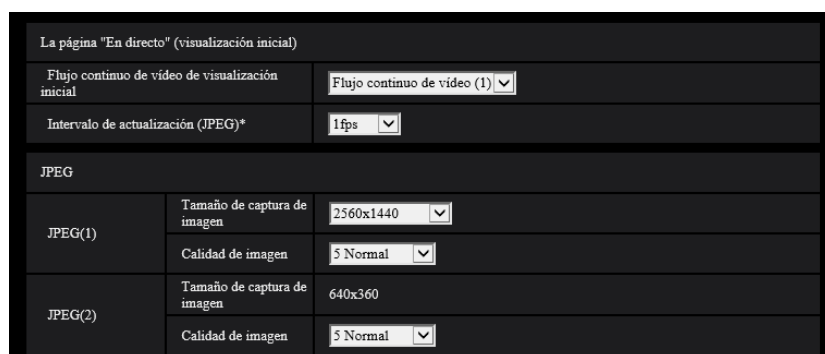 La página "En directo" (visualización inicial)
Flujo continuo de vídeo de visualización
inicial
Flujo continuo de vídeo (1)
Intervalo de actualización (JPEG)*
1fps
JPEG
JPEG(1)
Tamaño de captura de
imagen
2560x1440
Calidad de imagen
5 Normal
JPEG(2)
Tamaño de captura de
imagen
640x360
Calidad de imagen
5 Normal